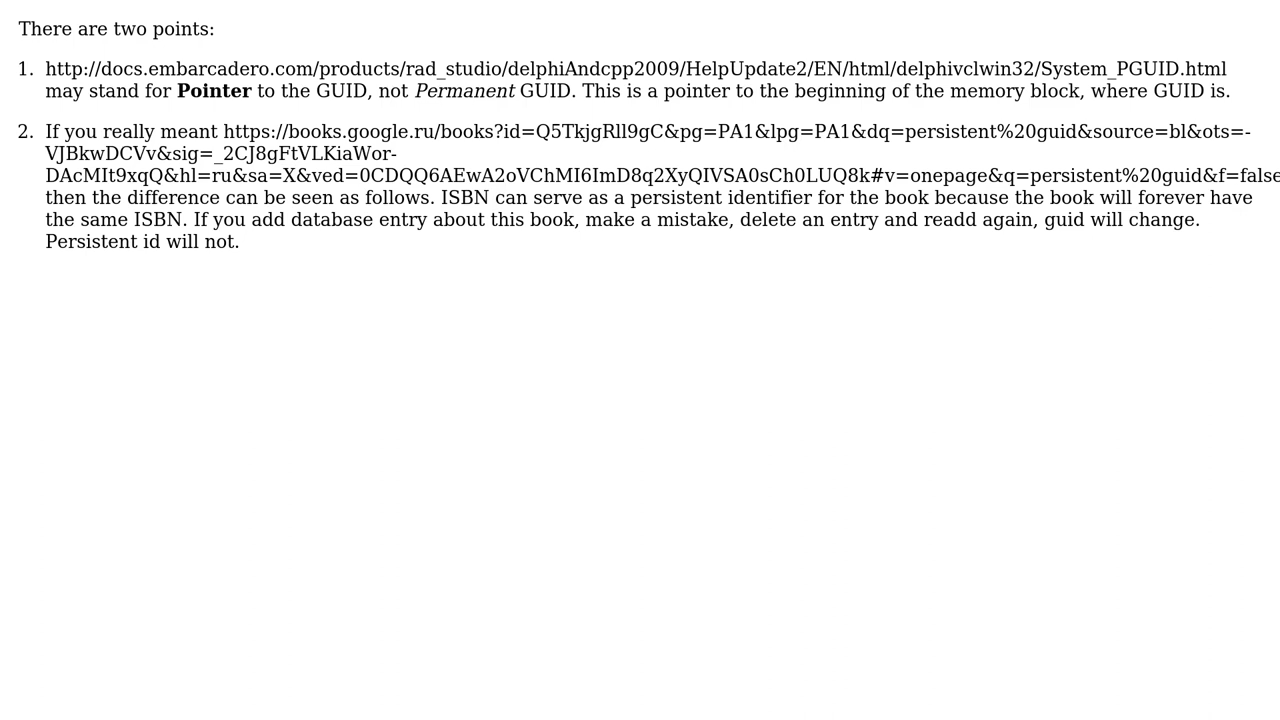 There are two points:
1. http://docs.embarcadero.com/products/rad_studio/delphiAndcpp2009/HelpUpdate2/EN/html/delphivclwin32/System_PGUID.html
may stand for Pointer to the GUID, not Permanent GUID. This is a pointer to the beginning of the memory block, where GUID is.
2. If you really meant https://books.google.ru/books?id=Q5TkjgRll9gC&pg=PA1&lpg=PA1&dq=persistent%20guid&source=bl&ots=-
VJBkwDCVv&sig=_2CJ8gFtVLKiaWor-
DAcMIt9xqQ&hl=ru&sa=X&ved=0CDQQ6AEwA2oVChMI6ImD8q2XyQIVSA0sCh0LUQ8k#v=onepage&q=persistent%20guid&f=false
then the difference can be seen as follows. ISBN can serve as a persistent identifier for the book because the book will forever have
the same ISBN. If you add database entry about this book, make a mistake, delete an entry and readd again, guid will change.
Persistent id will not.